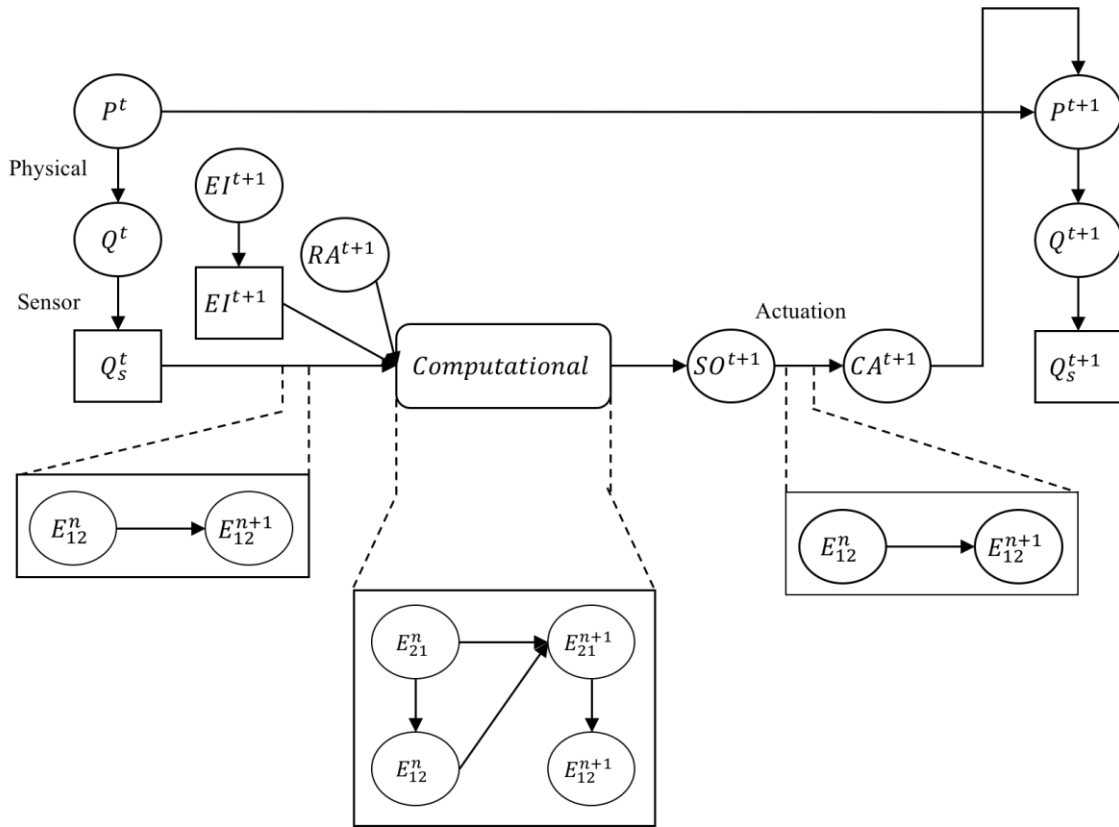 P^t
P^{t+1}
Physical
EI^{t+1}
Q^t
RA^{t+1}
Q^{t+1}
Sensor
EI^{t+1}
Actuation
Q_s^t
Computational
SO^{t+1}
CA^{t+1}
Q_s^{t+1}
E_{12}^n
E_{12}^{n+1}
E_{12}^n
E_{12}^{n+1}
E_{21}^n
E_{21}^{n+1}
E_{12}^n
E_{12}^{n+1}